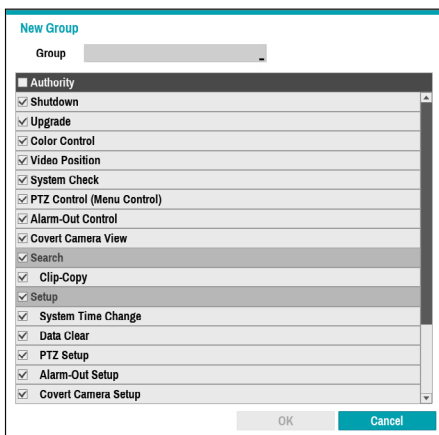 New Group
Group
Authority
Shutdown
Upgrade
Color Control
Video Position
System Check
PTZ Control (Menu Control)
Alarm-Out Control
Covert Camera View
Search
Clip-Copy
Setup
System Time Change
Data Clear
PTZ Setup
Alarm-Out Setup
Covert Camera Setup
OK Cancel